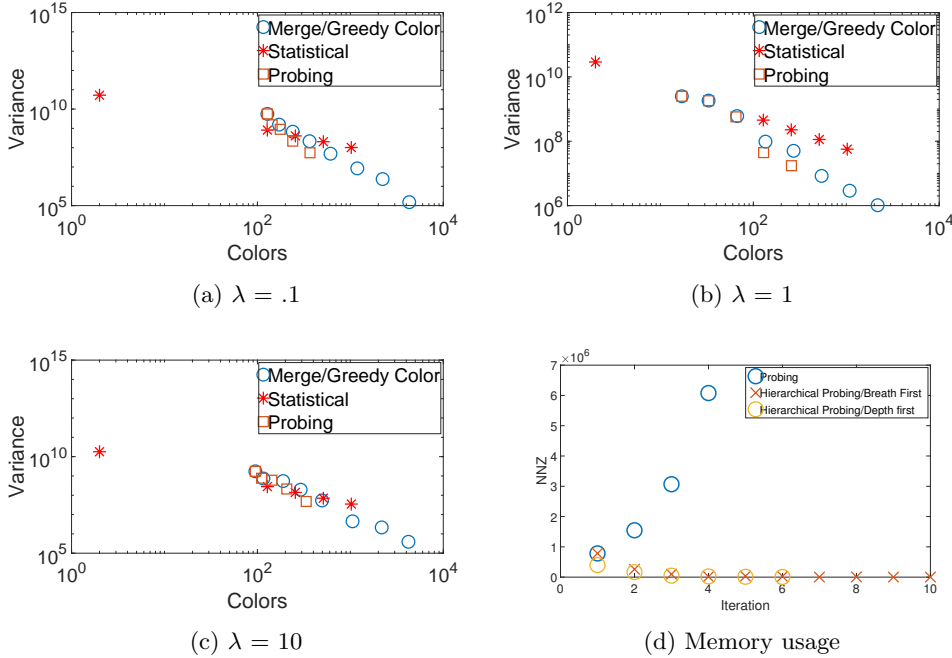 10^15
10^10
10^5
Variance
10^0
10^2
10^4
Colors
Merge/Greedy Color
Statistical
Probing
(a) λ = .1
10^12
10^10
10^8
10^6
Variance
10^0
10^2
10^4
Colors
Merge/Greedy Color
Statistical
Probing
(b) λ = 1
10^15
10^10
10^5
Variance
10^0
10^2
10^4
Colors
Merge/Greedy Color
Statistical
Probing
(c) λ = 10
×10^6
7
6
5
4
3
2
1
0
NNZ
0
2
4
6
8
10
Iteration
Probing
Hierarchical Probing/Breath First
Hierarchical Probing/Depth first
(d) Memory usage